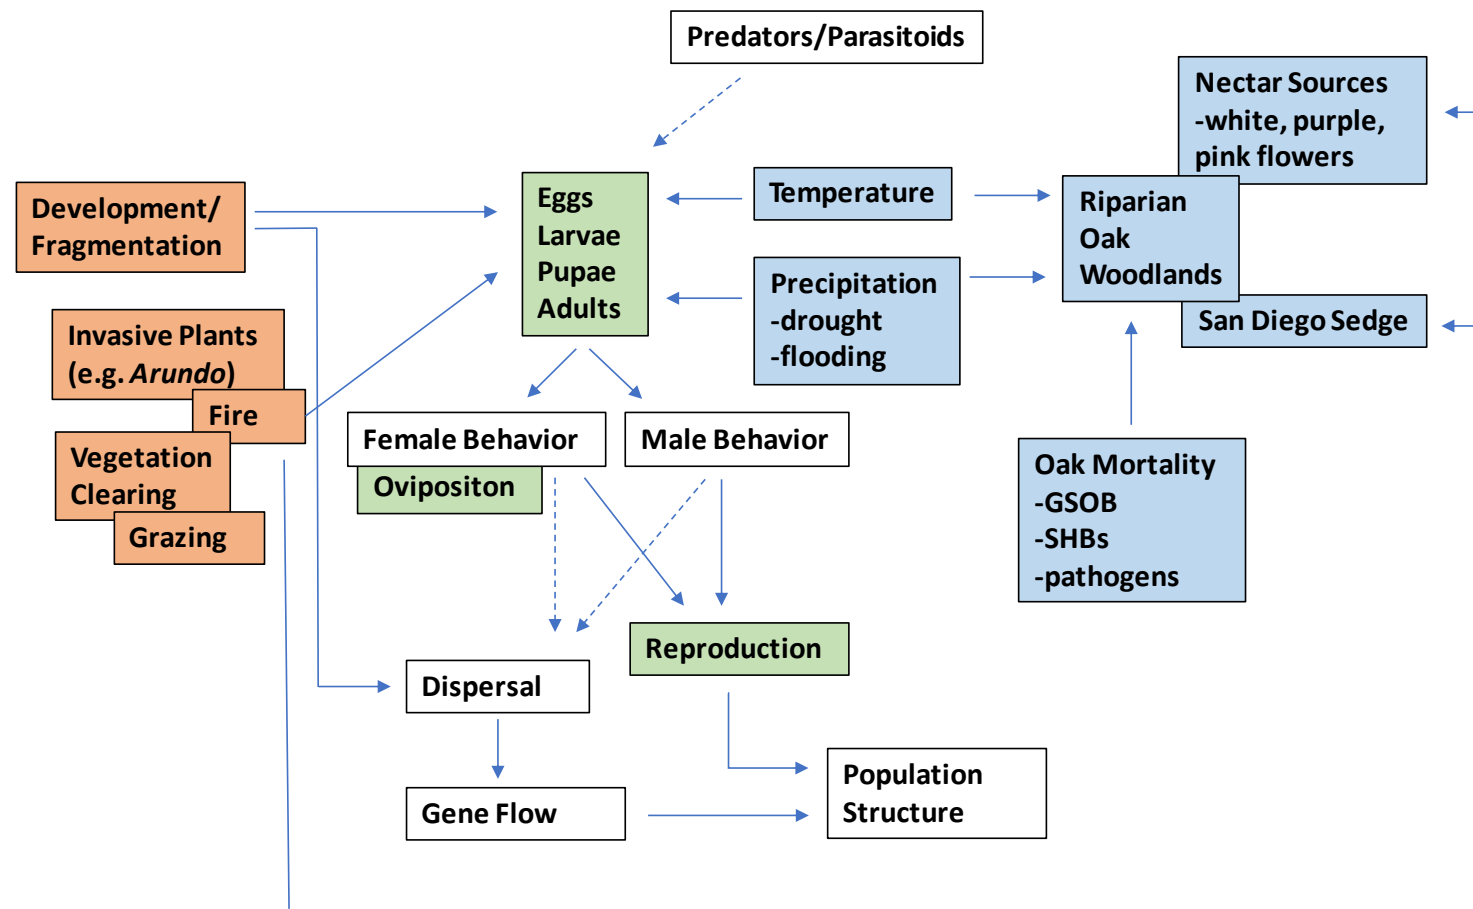 Predators/Parasitoids
Nectar Sources
-white, purple,
pink flowers
Development/
Fragmentation
Eggs
Larvae
Pupae
Adults
Temperature
Riparian
Oak
Woodlands
Precipitation
-drought
-flooding
San Diego Sedge
Invasive Plants
(e.g. Arundo)
Fire
Vegetation
Clearing
Grazing
Female Behavior
Male Behavior
Ovipositon
Oak Mortality
-GSOB
-SHBs
-pathogens
Reproduction
Dispersal
Gene Flow
Population
Structure